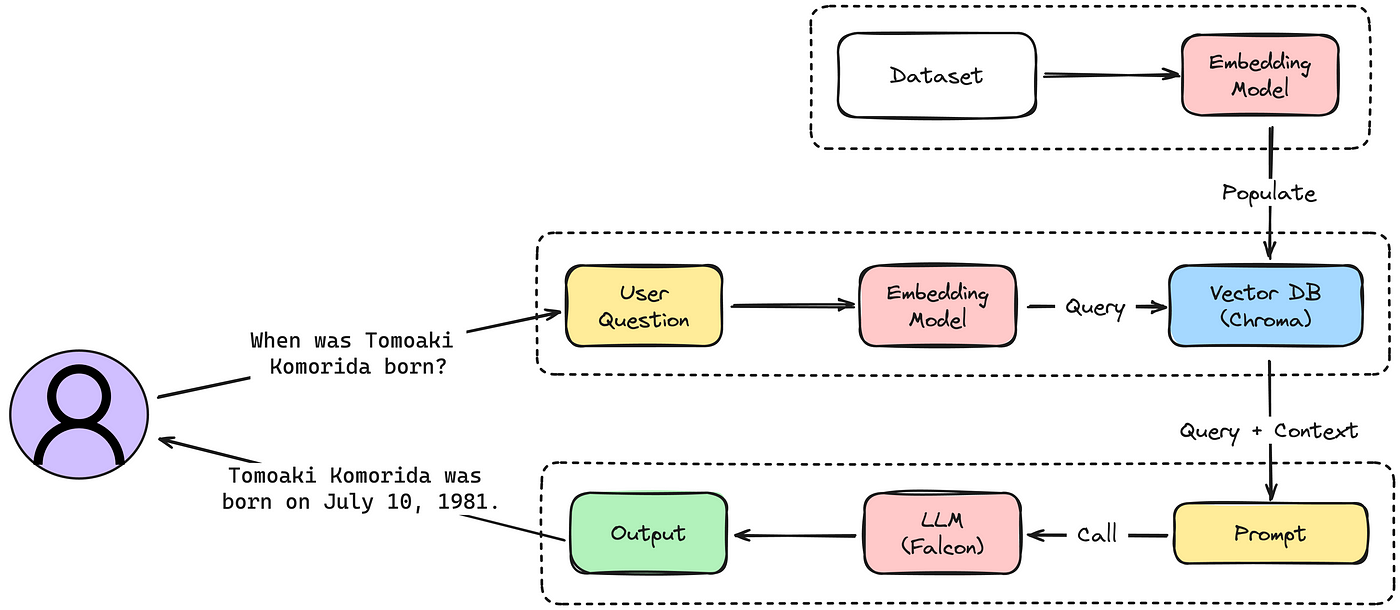 Dataset
Embedding
Model
Populate
User
Question
Embedding
Model
Query
Vector DB
(Chroma)
When was Tomoaki
Komorida born?
Query + Context
Tomoaki Komorida was
born on July 10, 1981.
Output
LLM
(Falcon)
Call
Prompt